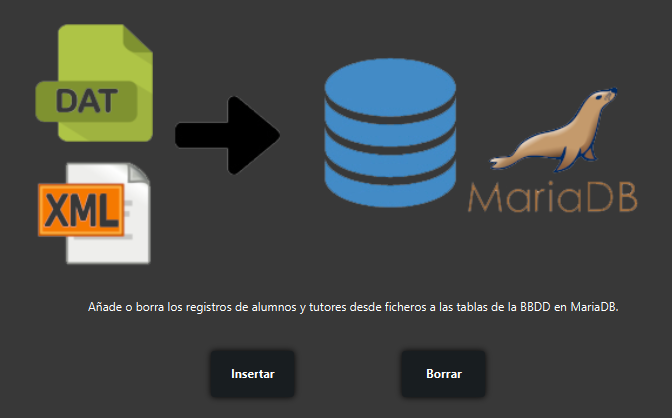 DAT
XML
MariaDB
Añade o borra los registros de alumnos y tutores desde ficheros a las tablas de la BBDD en MariaDB.
Insertar
Borrar